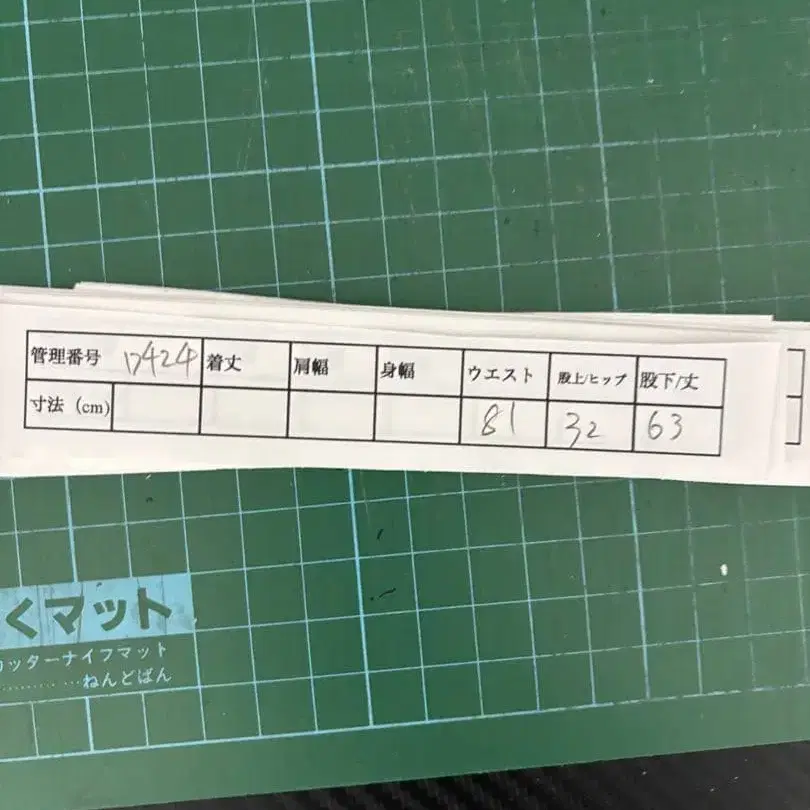 管理番号 17424 着丈 肩幅 身幅 ウエスト 股上/ヒップ 股下/丈
寸法（cm） 81 32 63
くマット
カッターナイフマット
ねんどばん